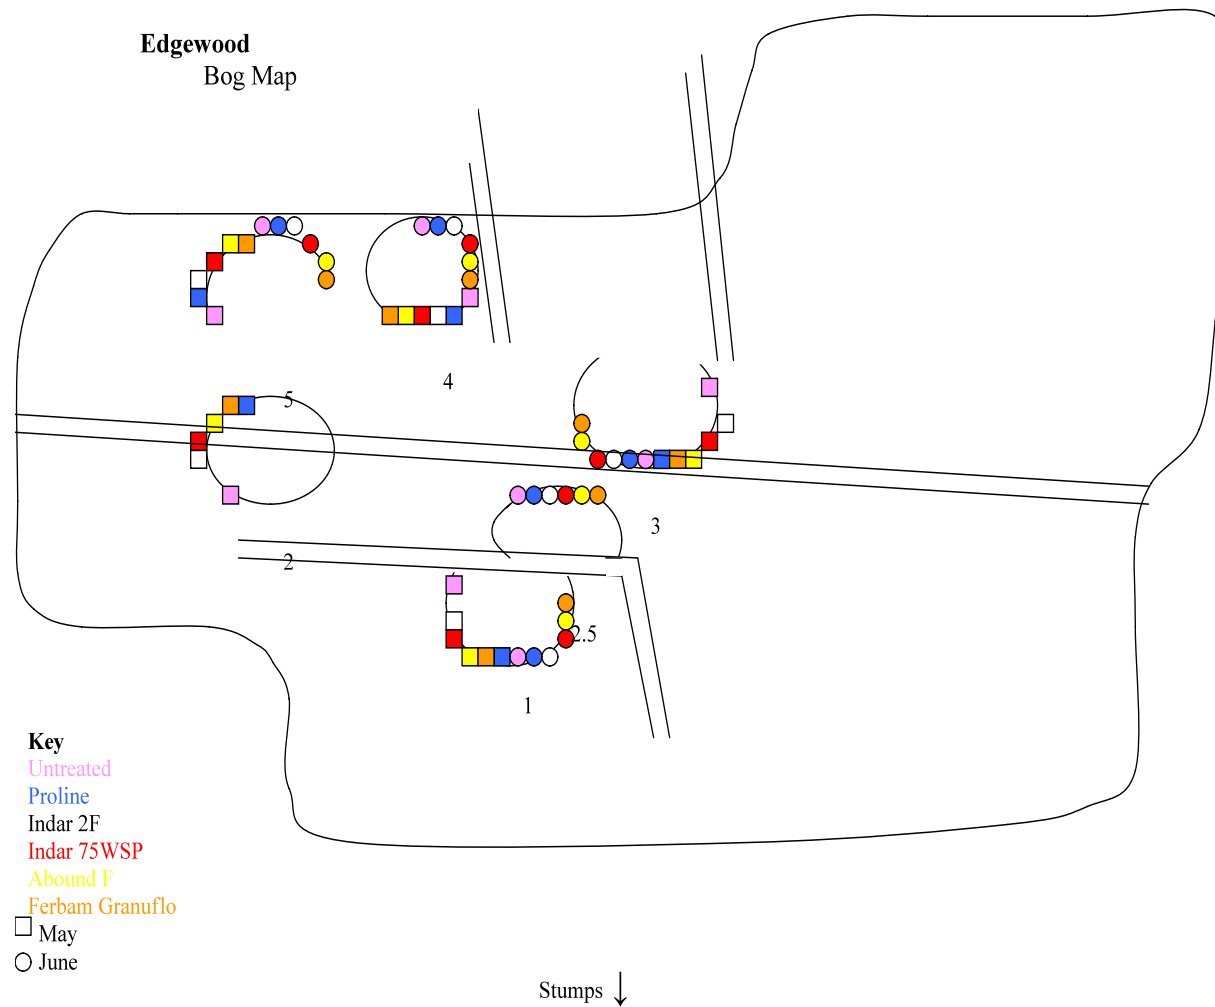 Edgewood
Bog Map
4
5
3
2
2.5
1
Key
Untreated
Proline
Indar 2F
Indar 75WSP
Abound F
Ferbam Granuflo
May
June
Stumps ↓